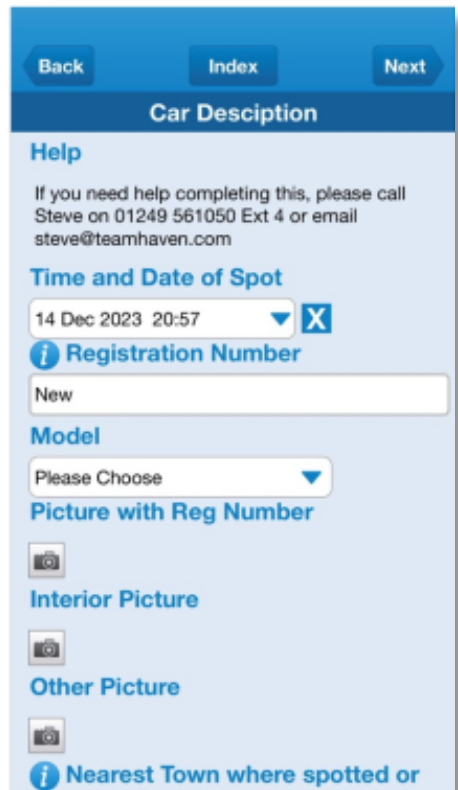 Back Index Next
Car Desciption
Help
If you need help completing this, please call
Steve on 01249 561050 Ext 4 or email
steve@teamhaven.com
Time and Date of Spot
14 Dec 2023 20:57 X
i Registration Number
New
Model
Please Choose
Picture with Reg Number
Interior Picture
Other Picture
i Nearest Town where spotted or